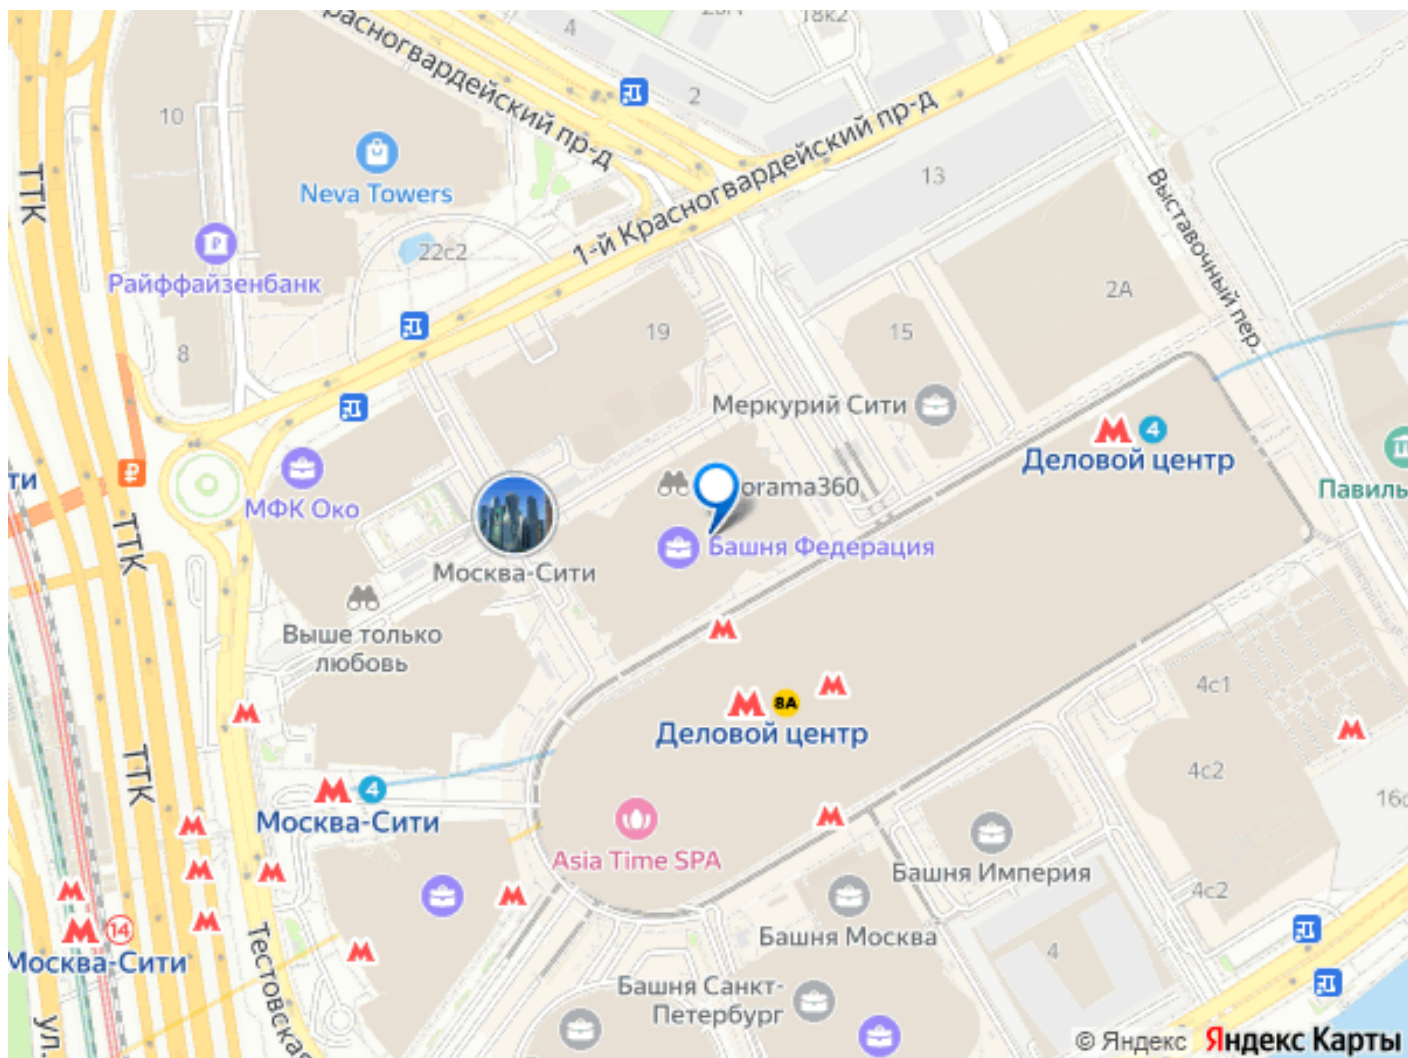 Красногвардейский пр-д
4
18к2
2
10
ТТК
Neva Towers
1-й Красногвардейский пр-д
13
Выставочный пер.
22с2
Райффайзенбанк
2А
19
15
8
Меркурий Сити
4
Деловой центр
₽
МФК Око
orama360
Башня Федерация
Москва-Сити
ТТК
Выше только
любовь
4с1
8А
Деловой центр
ТТК
4
Москва-Сити
4с2
Asia Time SPA
Башня Империя
4с2
14
Москва-Сити
Тестовская
Башня Москва
4
Башня Санкт-
Петербург
ул.
© Яндекс Яндекс Карты